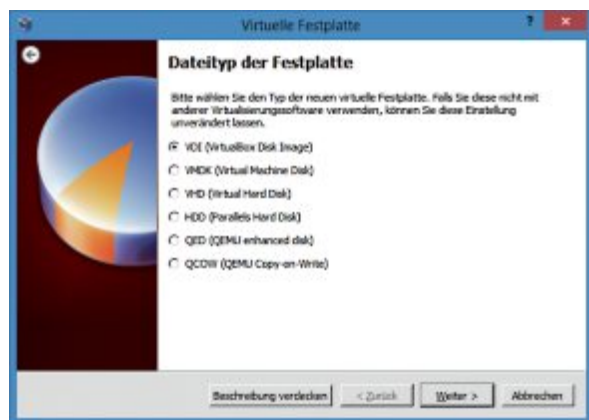 Virtuelle Festplatte
?
Dateityp der Festplatte
Bitte wählen Sie den Typ der neuen virtuelle Festplatte. Falls Sie diese nicht mit
anderer Virtualisierungssoftware verwenden, können Sie diese Einstellung
unverändert lassen.
VDI (VirtualBox Disk Image)
VMDK (Virtual Machine Disk)
VHD (Virtual Hard Disk)
HDD (Parallels Hard Disk)
QED (QEMU enhanced disk)
QCOW (QEMU Copy-on-Write)
Beschreibung verdecken < Zurück Weiter > Abbrechen